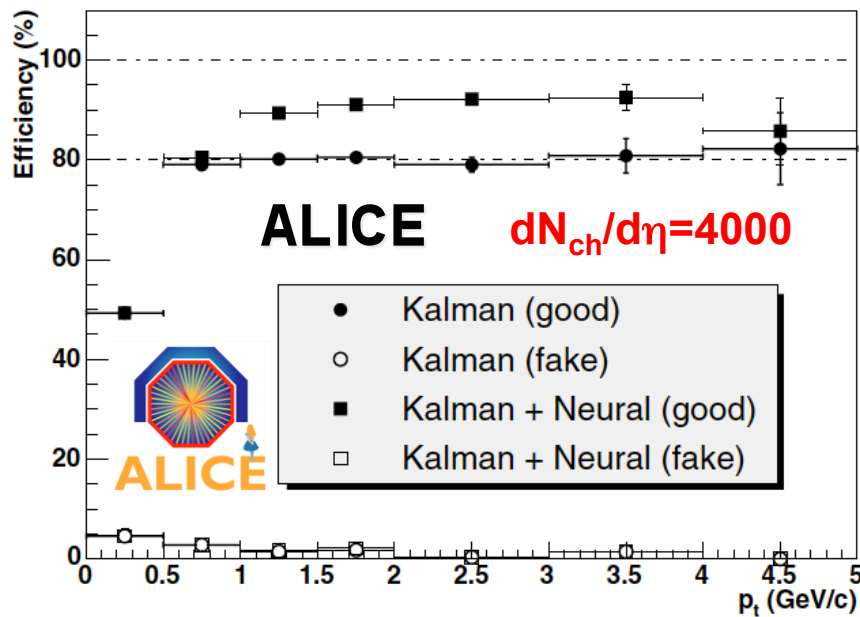 Efficiency (%)
100
80
60
40
20
0
ALICE
dN_ch/dη=4000
Kalman (good)
Kalman (fake)
Kalman + Neural (good)
Kalman + Neural (fake)
ALICE
0 0.5 1 1.5 2 2.5 3 3.5 4 4.5 5
p_t (GeV/c)